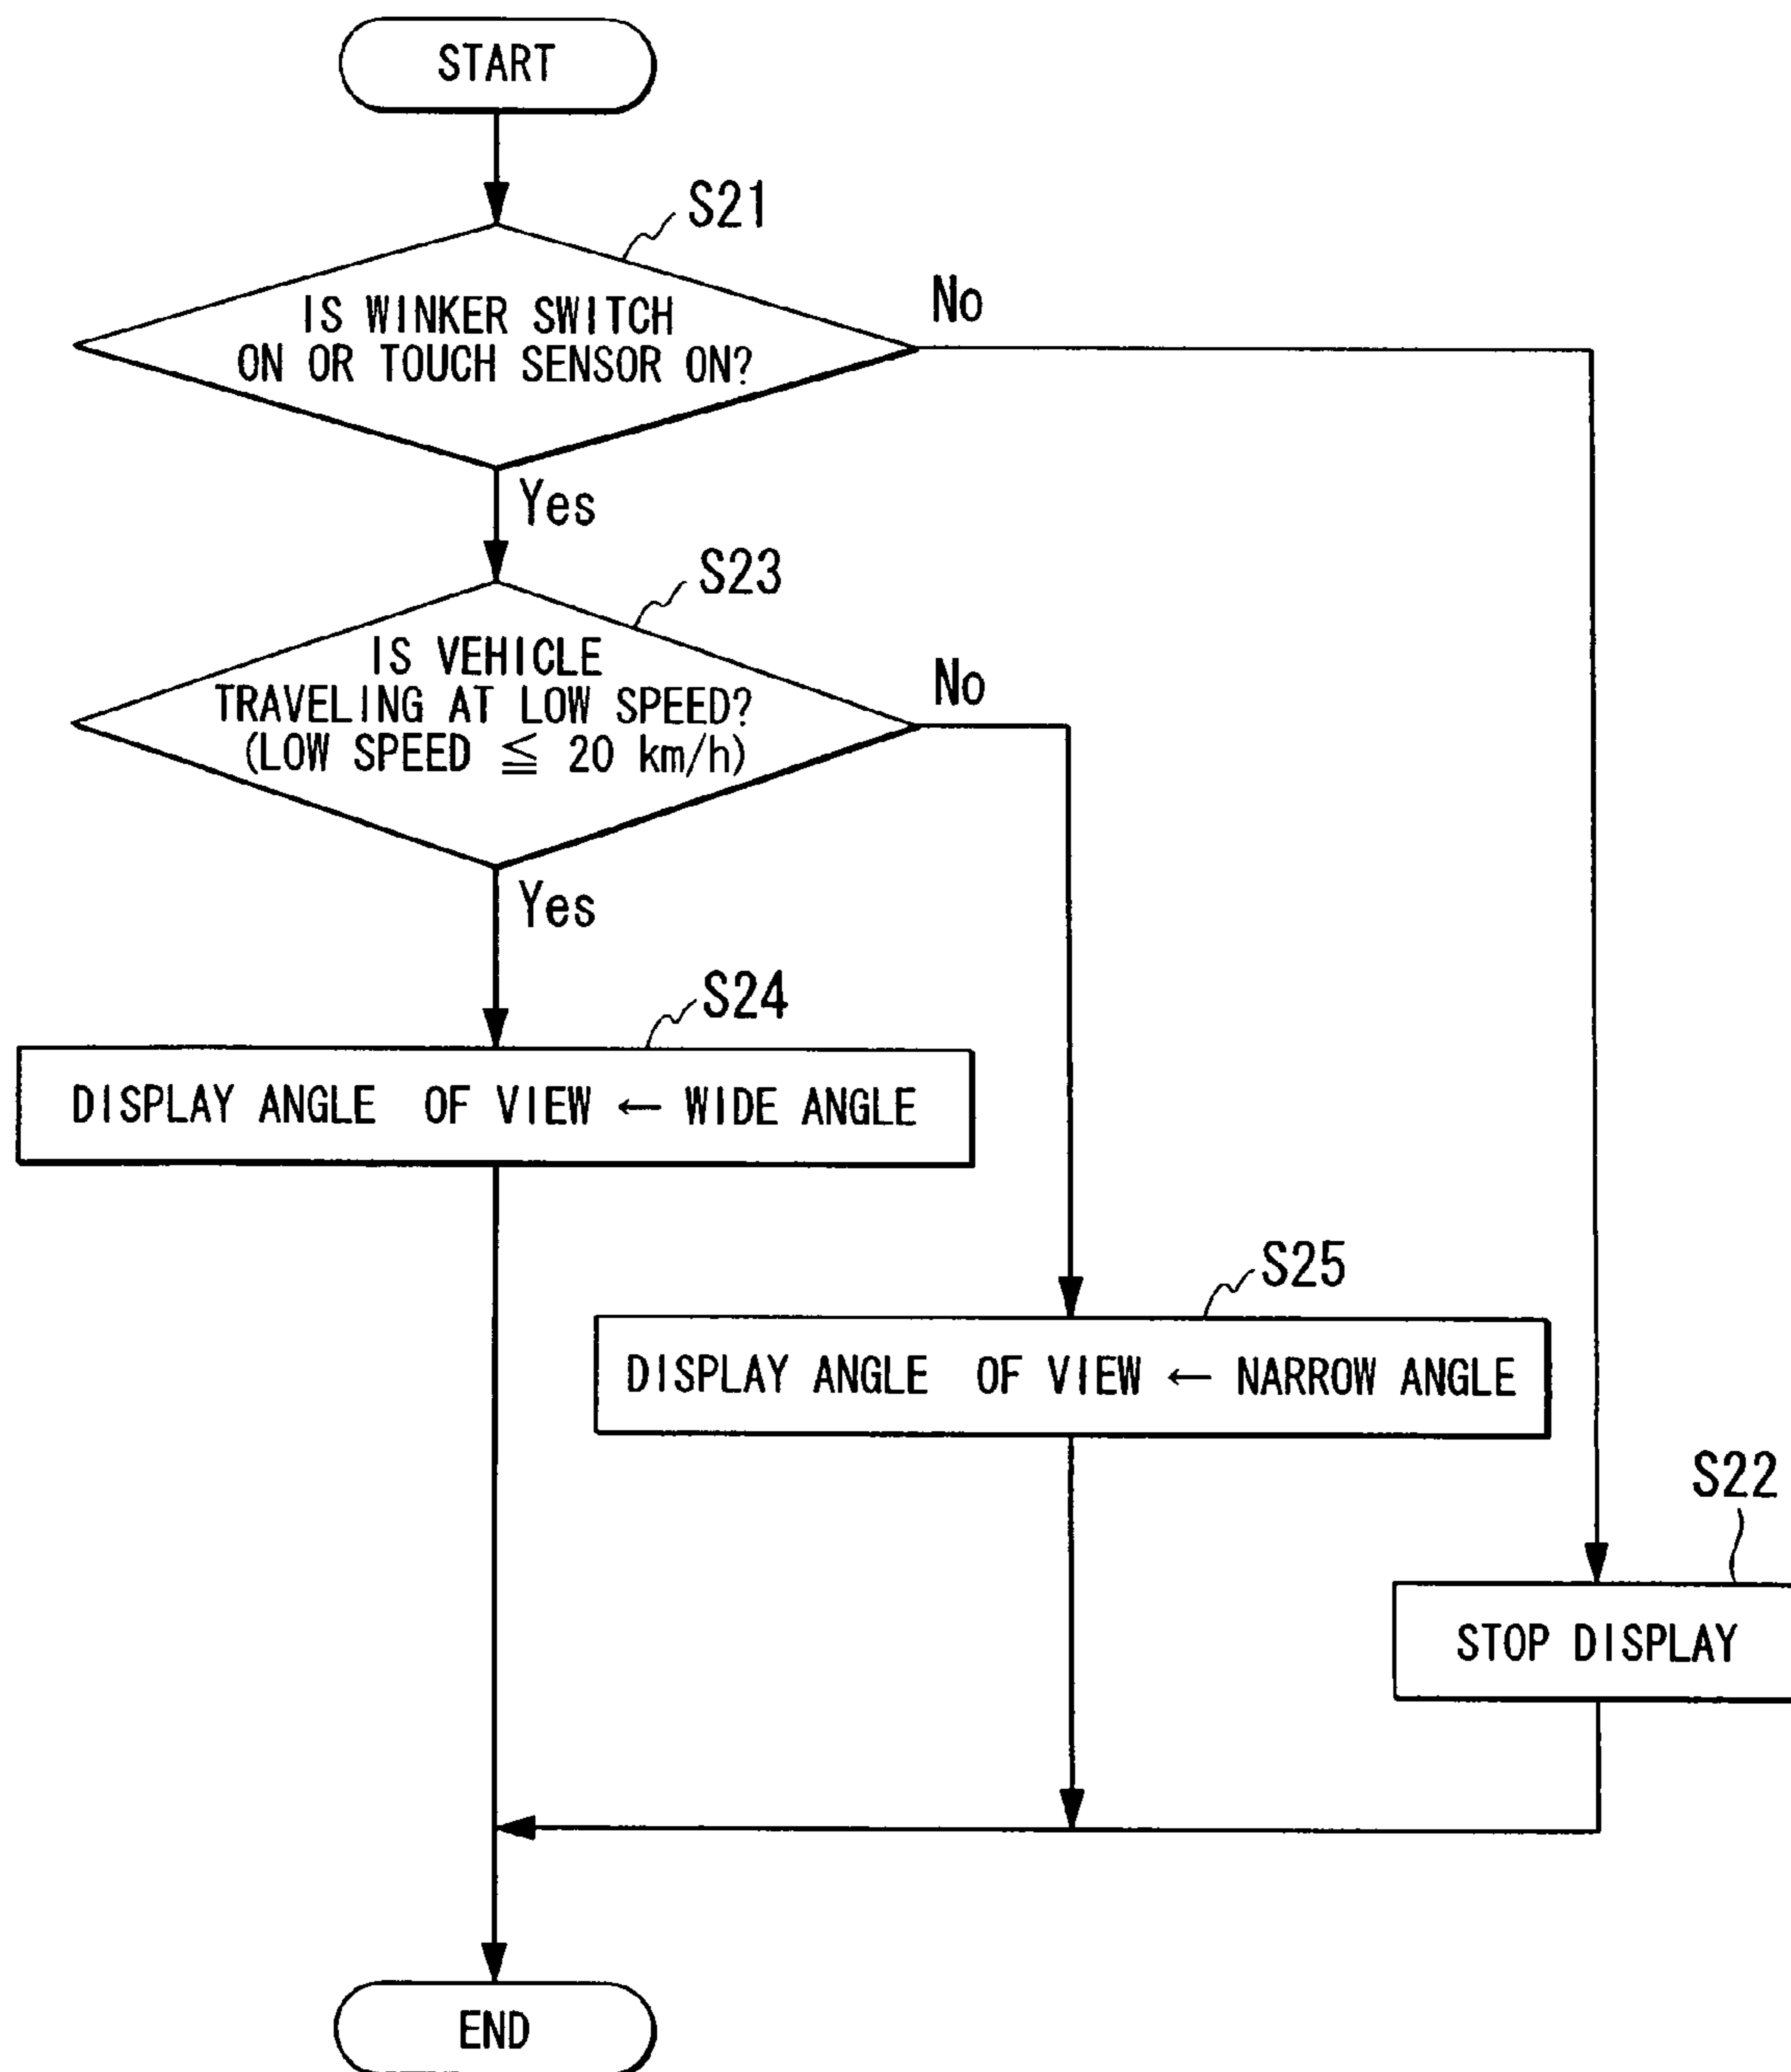 START
S21
IS WINKER SWITCH
ON OR TOUCH SENSOR ON?
No
Yes
S23
IS VEHICLE
TRAVELING AT LOW SPEED?
(LOW SPEED ≦ 20 km/h)
No
Yes
S24
DISPLAY ANGLE OF VIEW ← WIDE ANGLE
S25
DISPLAY ANGLE OF VIEW ← NARROW ANGLE
S22
STOP DISPLAY
END